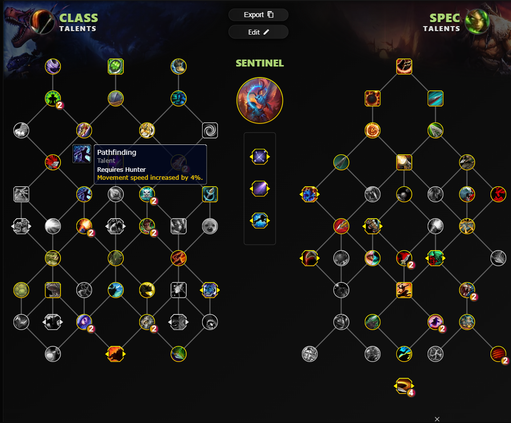 CLASS
TALENTS
Export
Edit
SPEC
TALENTS
SENTINEL
2
Pathfinding
Talent
Requires Hunter
Movement speed increased by 4%.
2
2
2
2
2
2
2
2
2
2
4